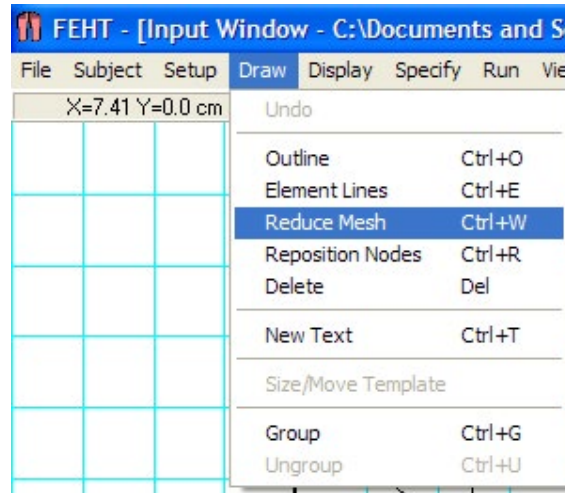 FEHT - [Input Window - C:\Documents and S
File Subject Setup Draw Display Specify Run Vie
X=7.41 Y=0.0 cm
Undo
Outline Ctrl+O
Element Lines Ctrl+E
Reduce Mesh Ctrl+W
Reposition Nodes Ctrl+R
Delete Del
New Text Ctrl+T
Size/Move Template
Group Ctrl+G
Ungroup Ctrl+U